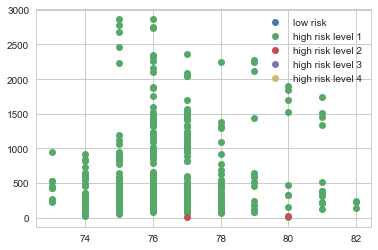 3000
2500
2000
1500
1000
500
0
74
76
78
80
82
low risk
high risk level 1
high risk level 2
high risk level 3
high risk level 4